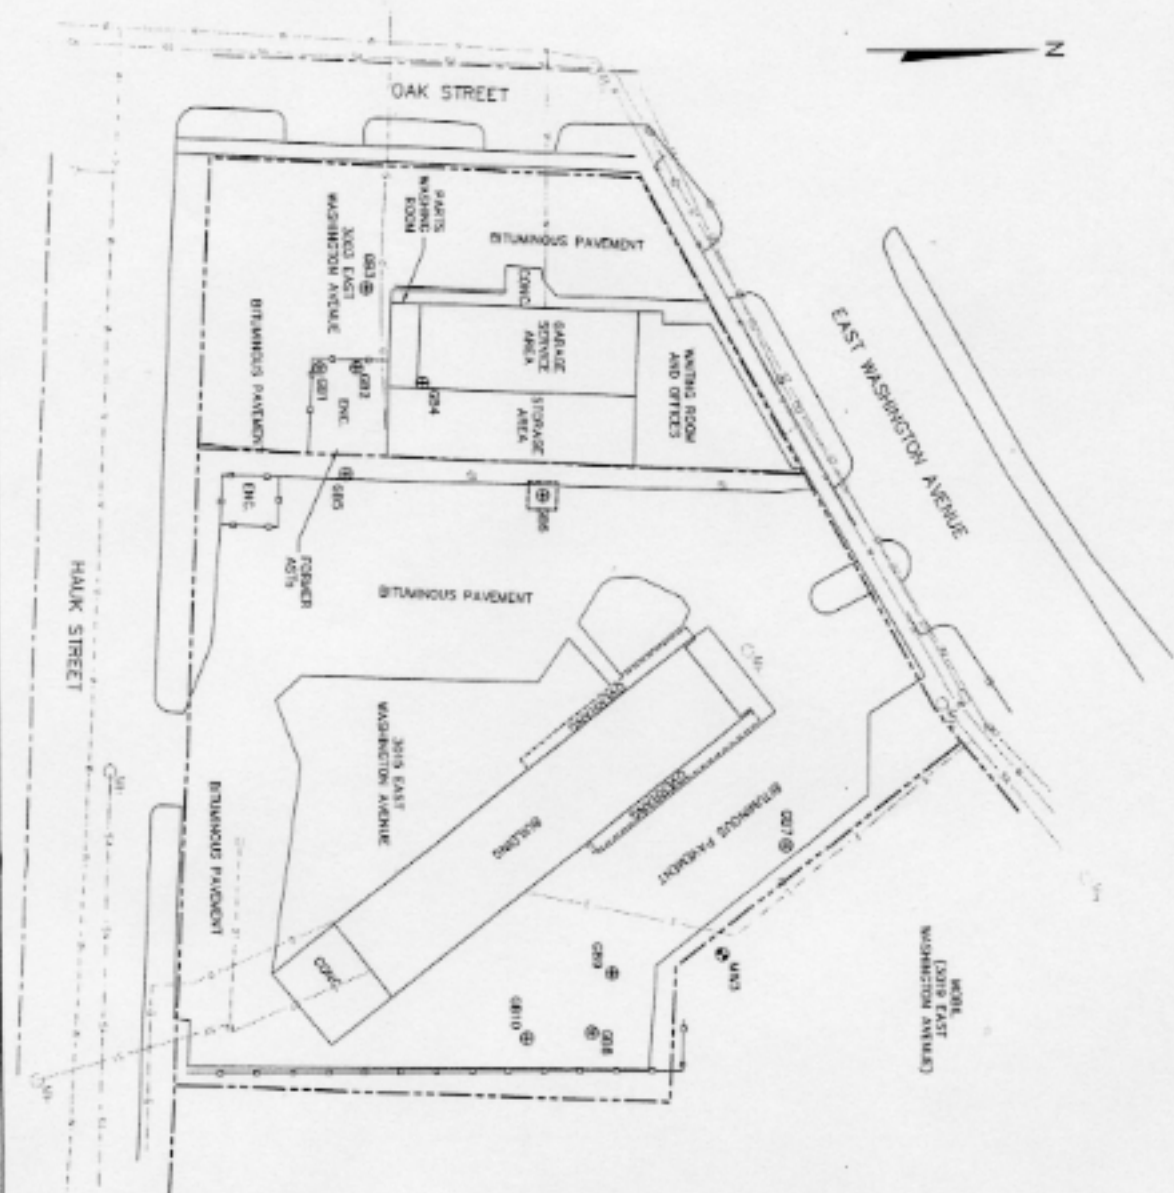 N
OAK STREET
PARTS
WASHING
ROOM
BITUMINOUS PAVEMENT
GB3
3003 EAST
WASHINGTON AVENUE
CONC.
EAST WASHINGTON AVENUE
BITUMINOUS PAVEMENT
GARAGE
SERVICE
AREA
WAITING ROOM
AND OFFICES
GB1
GB2
GB4
ENC.
STORAGE
AREA
ENC.
GB5
GB6
FORMER
ASTs
BITUMINOUS PAVEMENT
HAUK STREET
OVERHANG
3019 EAST
WASHINGTON AVENUE
OVERHANG
BITUMINOUS PAVEMENT
BITUMINOUS PAVEMENT
BUILDING
GB7
CONC.
GB9
MW3
MOBIL
(3019 EAST
WASHINGTON AVENUE)
GB10
GB8